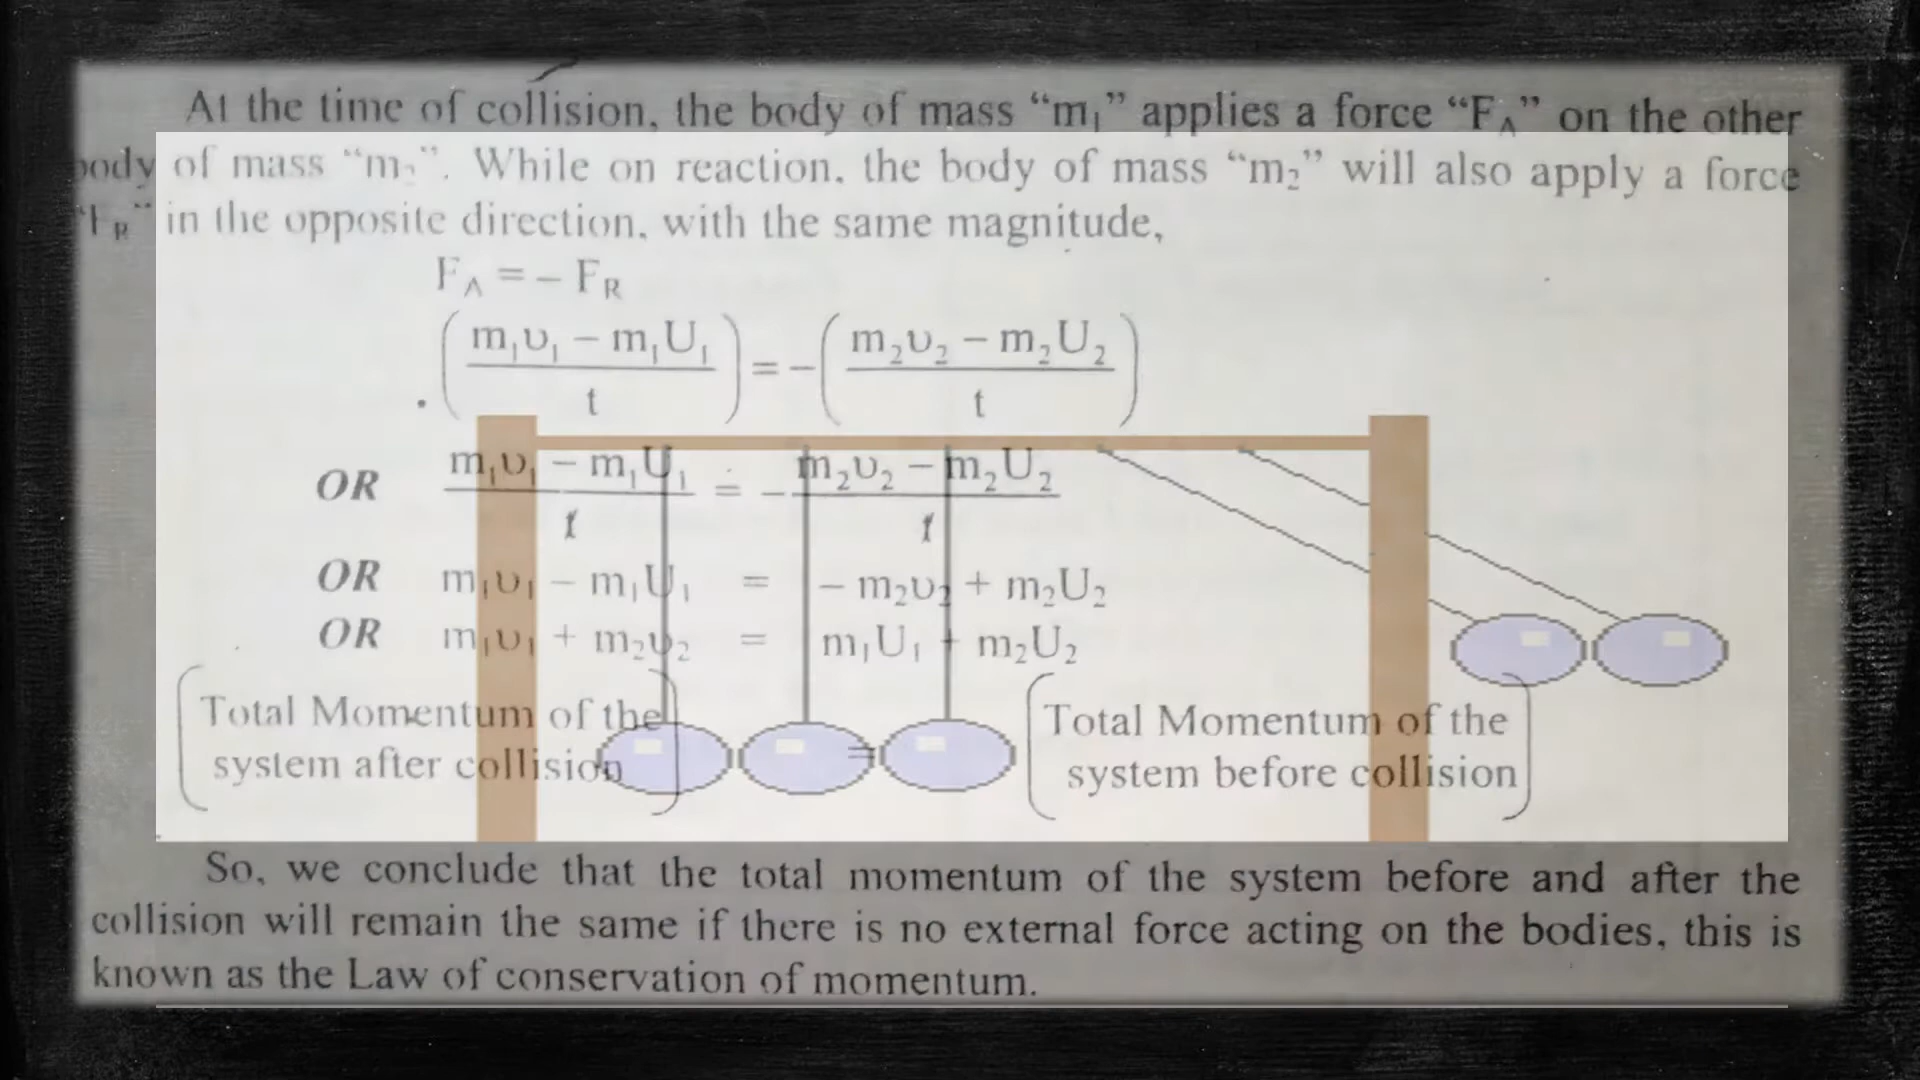 At the time of collision, the body of mass “m₁” applies a force “F_A” on the other
body of mass “m₂”. While on reaction, the body of mass “m₂” will also apply a force
“F_R” in the opposite direction, with the same magnitude,
F_A = – F_R
(m₁υ₁ – m₁U₁ / t) = – (m₂υ₂ – m₂U₂ / t)
OR m₁υ₁ – m₁U₁ / t = – m₂υ₂ – m₂U₂ / t
OR m₁υ₁ – m₁U₁ = – m₂υ₂ + m₂U₂
OR m₁υ₁ + m₂υ₂ = m₁U₁ + m₂U₂
(Total Momentum of the system after collision) = (Total Momentum of the system before collision)
So, we conclude that the total momentum of the system before and after the
collision will remain the same if there is no external force acting on the bodies, this is
known as the Law of conservation of momentum.